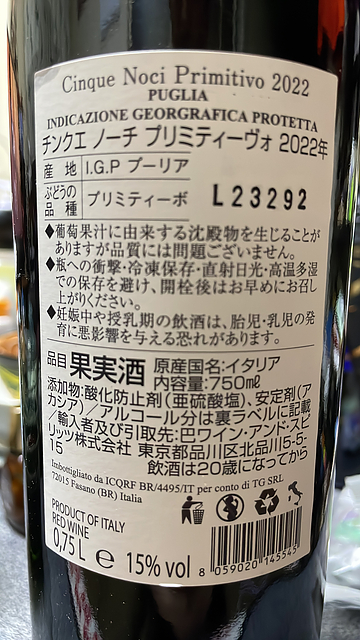 Cinque Noci Primitivo 2022
PUGLIA
INDICAZIONE GEORGRAFICA PROTETTA
チンクエ ノーチ プリミティーヴォ 2022年
産地 I.G.P プーリア
ぶどうの品種 プリミティーボ
L23292
◆葡萄果汁に由来する沈殿物を生じることが
ありますが品質には問題ございません。
◆瓶への衝撃・冷凍保存・直射日光・高温多湿
での保存を避け、開栓後はお早めにお召し
上がりください。
◆妊娠中や授乳期の飲酒は、胎児・乳児の発
育に悪影響を与える恐れがあります。
品目 果実酒 原産国名:イタリア
内容量:750mℓ
添加物:酸化防止剤(亜硫酸塩)、安定剤(ア
カシア)/アルコール分は裏ラベルに記載
/輸入者及び引取先:巴ワイン・アンド・スピ
リッツ株式会社 東京都品川区北品川5-5-
15 飲酒は20歳になってから
Imbottigliato da ICQRF BR/4495/IT per conto di TG SRL
72015 Fasano (BR) Italia
PRODUCT OF ITALY
RED WINE
0,75L e 15% vol
8 059020 145545